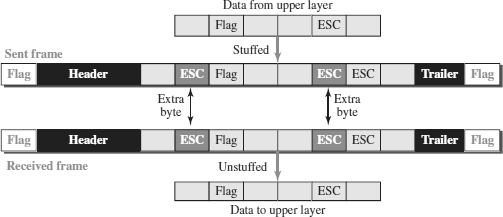 Data from upper layer
Flag ESC
Stuffed
Sent frame
Flag Header ESC Flag ESC ESC Trailer Flag
Extra byte Extra byte
Flag Header ESC Flag ESC ESC Trailer Flag
Received frame
Unstuffed
Flag ESC
Data to upper layer